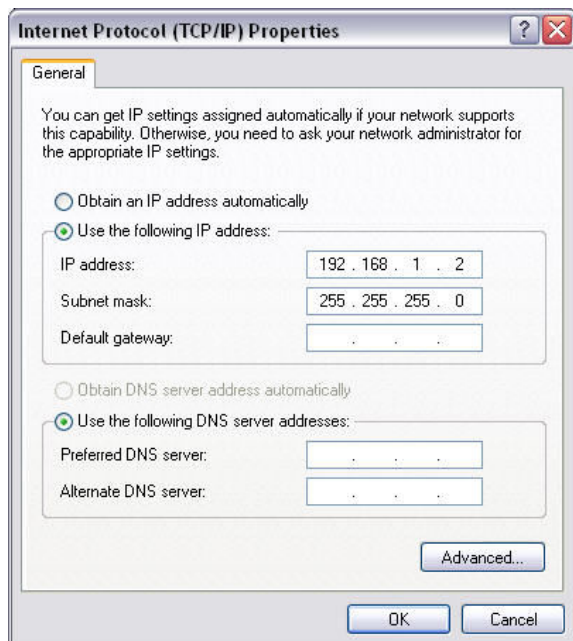 Internet Protocol (TCP/IP) Properties
General
You can get IP settings assigned automatically if your network supports
this capability. Otherwise, you need to ask your network administrator for
the appropriate IP settings.
Obtain an IP address automatically
Use the following IP address:
IP address: 192 . 168 . 1 . 2
Subnet mask: 255 . 255 . 255 . 0
Default gateway: . . .
Obtain DNS server address automatically
Use the following DNS server addresses:
Preferred DNS server: . . .
Alternate DNS server: . . .
Advanced...
OK Cancel